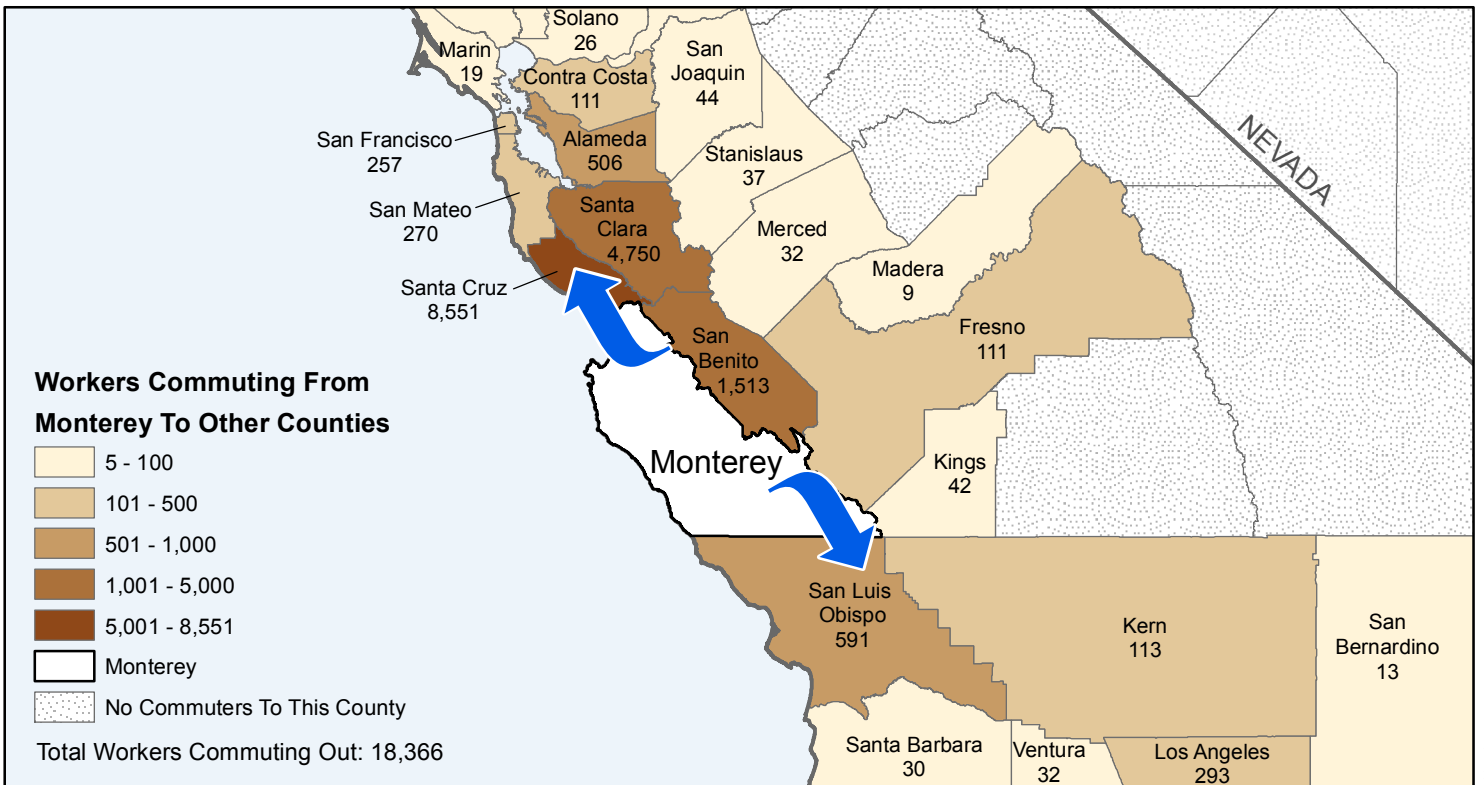 Solano
26
Marin
19
San
Joaquin
44
Contra Costa
111
San Francisco
257
Alameda
506
Stanislaus
37
NEVADA
San Mateo
270
Santa
Clara
4,750
Merced
32
Madera
9
Santa Cruz
8,551
Fresno
111
San
Benito
1,513
Workers Commuting From
Monterey To Other Counties
5 - 100
101 - 500
501 - 1,000
1,001 - 5,000
5,001 - 8,551
Monterey
No Commuters To This County
Total Workers Commuting Out: 18,366
Monterey
Kings
42
San Luis
Obispo
591
Kern
113
San
Bernardino
13
Santa Barbara
30
Ventura
32
Los Angeles
293